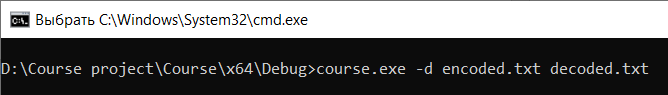 Выбрать C:\Windows\System32\cmd.exe
D:\Course project\Course\x64\Debug>course.exe -d encoded.txt decoded.txt